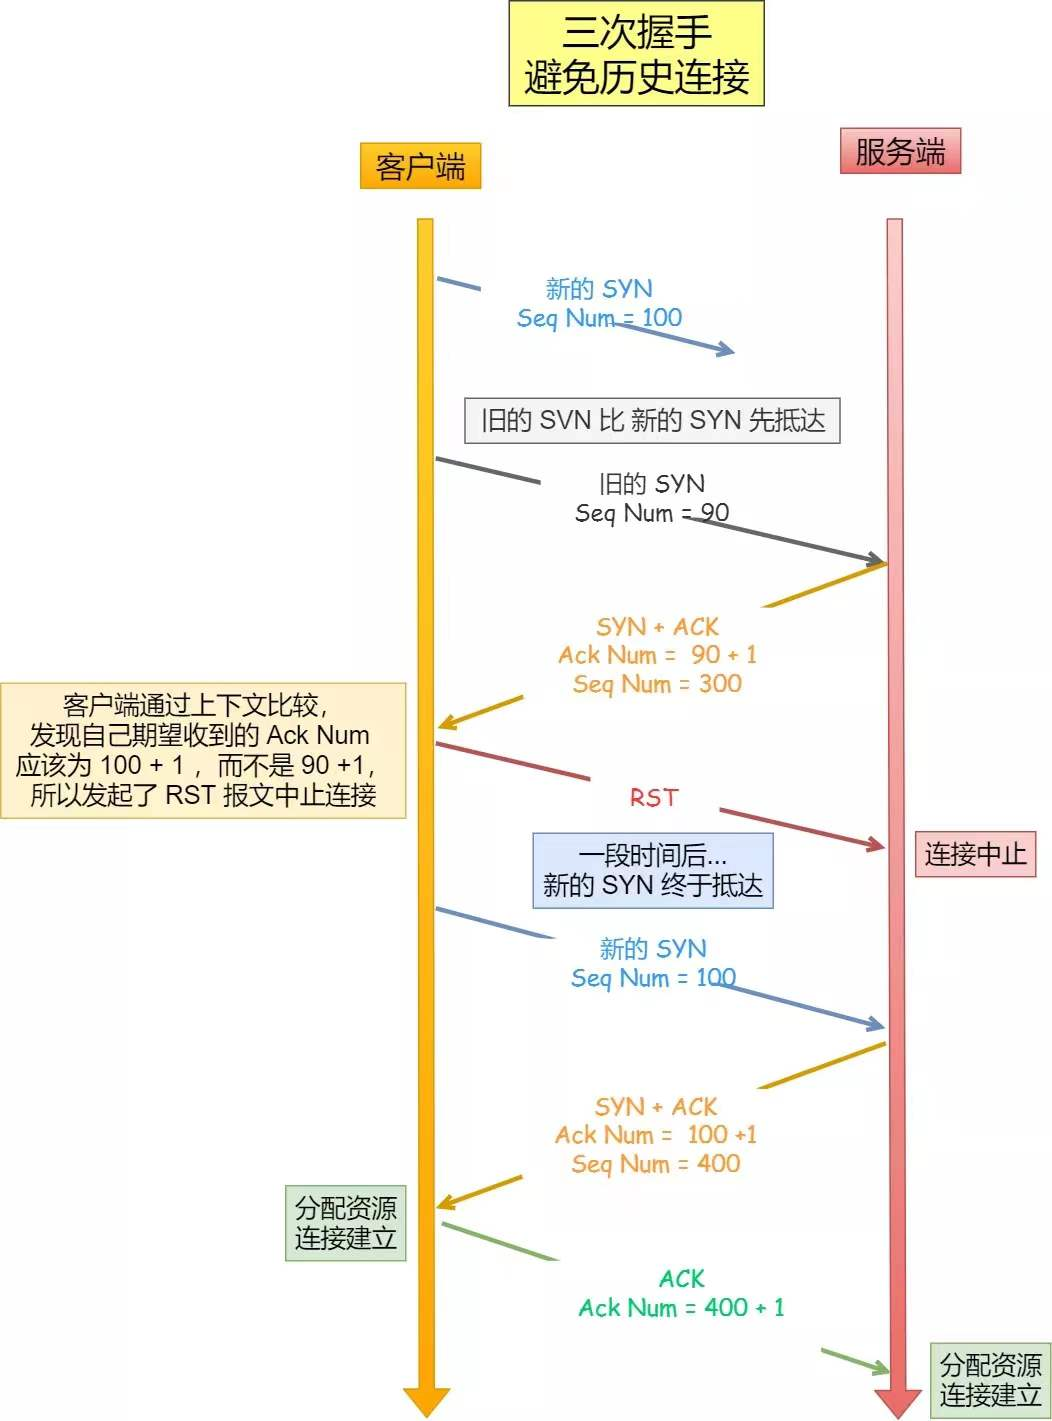 三次握手
避免历史连接
客户端
服务端
新的 SYN
Seq Num = 100
旧的 SVN 比 新的 SYN 先抵达
旧的 SYN
Seq Num = 90
SYN + ACK
Ack Num = 90 + 1
Seq Num = 300
客户端通过上下文比较，
发现自己期望收到的 Ack Num
应该为 100 + 1 ，而不是 90 +1，
所以发起了 RST 报文中止连接
RST
连接中止
一段时间后...
新的 SYN 终于抵达
新的 SYN
Seq Num = 100
SYN + ACK
Ack Num = 100 +1
Seq Num = 400
分配资源
连接建立
ACK
Ack Num = 400 + 1
分配资源
连接建立